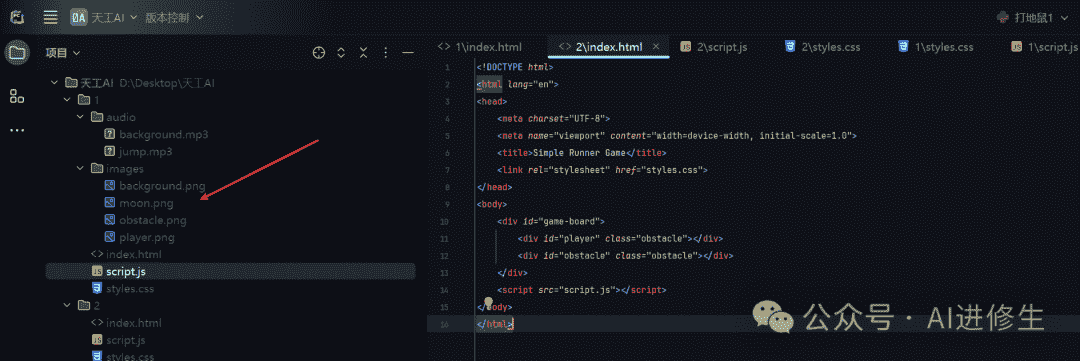 天工AI 版本控制 打地鼠1
项目
1\index.html 2\index.html 2\script.js 2\styles.css 1\styles.css 1\script.js
天工AI D:\Desktop\天工AI
1
audio
background.mp3
jump.mp3
images
background.png
moon.png
obstacle.png
player.png
index.html
script.js
styles.css
2
index.html
script.js
styles.css
1 <!DOCTYPE html>
2 <html lang="en">
3 <head>
4 <meta charset="UTF-8">
5 <meta name="viewport" content="width=device-width, initial-scale=1.0">
6 <title>Simple Runner Game</title>
7 <link rel="stylesheet" href="styles.css">
8 </head>
9 <body>
10 <div id="game-board">
11 <div id="player" class="obstacle"></div>
12 <div id="obstacle" class="obstacle"></div>
13 </div>
14 <script src="script.js"></script>
15 </body>
16 </html>
公众号 · AI进修生